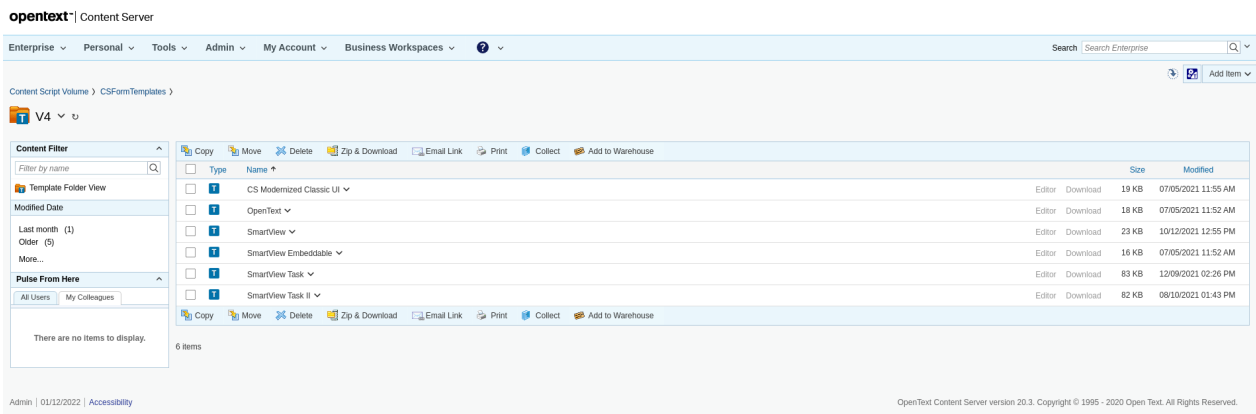 opentext™ | Content Server
Enterprise Personal Tools Admin My Account Business Workspaces ? Search Search Enterprise
Add Item
Content Script Volume CSFormTemplates
V4
Content Filter
Filter by name
Template Folder View
Modified Date
Last month (1)
Older (5)
More...
Pulse From Here
All Users My Colleagues
There are no items to display.
Copy Move Delete Zip & Download Email Link Print Collect Add to Warehouse
Type Name Size Modified
T CS Modernized Classic UI Editor Download 19 KB 07/05/2021 11:55 AM
T OpenText Editor Download 18 KB 07/05/2021 11:52 AM
T SmartView Editor Download 23 KB 10/12/2021 12:55 PM
T SmartView Embeddable Editor Download 16 KB 07/05/2021 11:52 AM
T SmartView Task Editor Download 83 KB 12/09/2021 02:26 PM
T SmartView Task II Editor Download 82 KB 08/10/2021 01:43 PM
Copy Move Delete Zip & Download Email Link Print Collect Add to Warehouse
6 items
Admin | 01/12/2022 | Accessibility OpenText Content Server version 20.3. Copyright © 1995 - 2020 Open Text. All Rights Reserved.